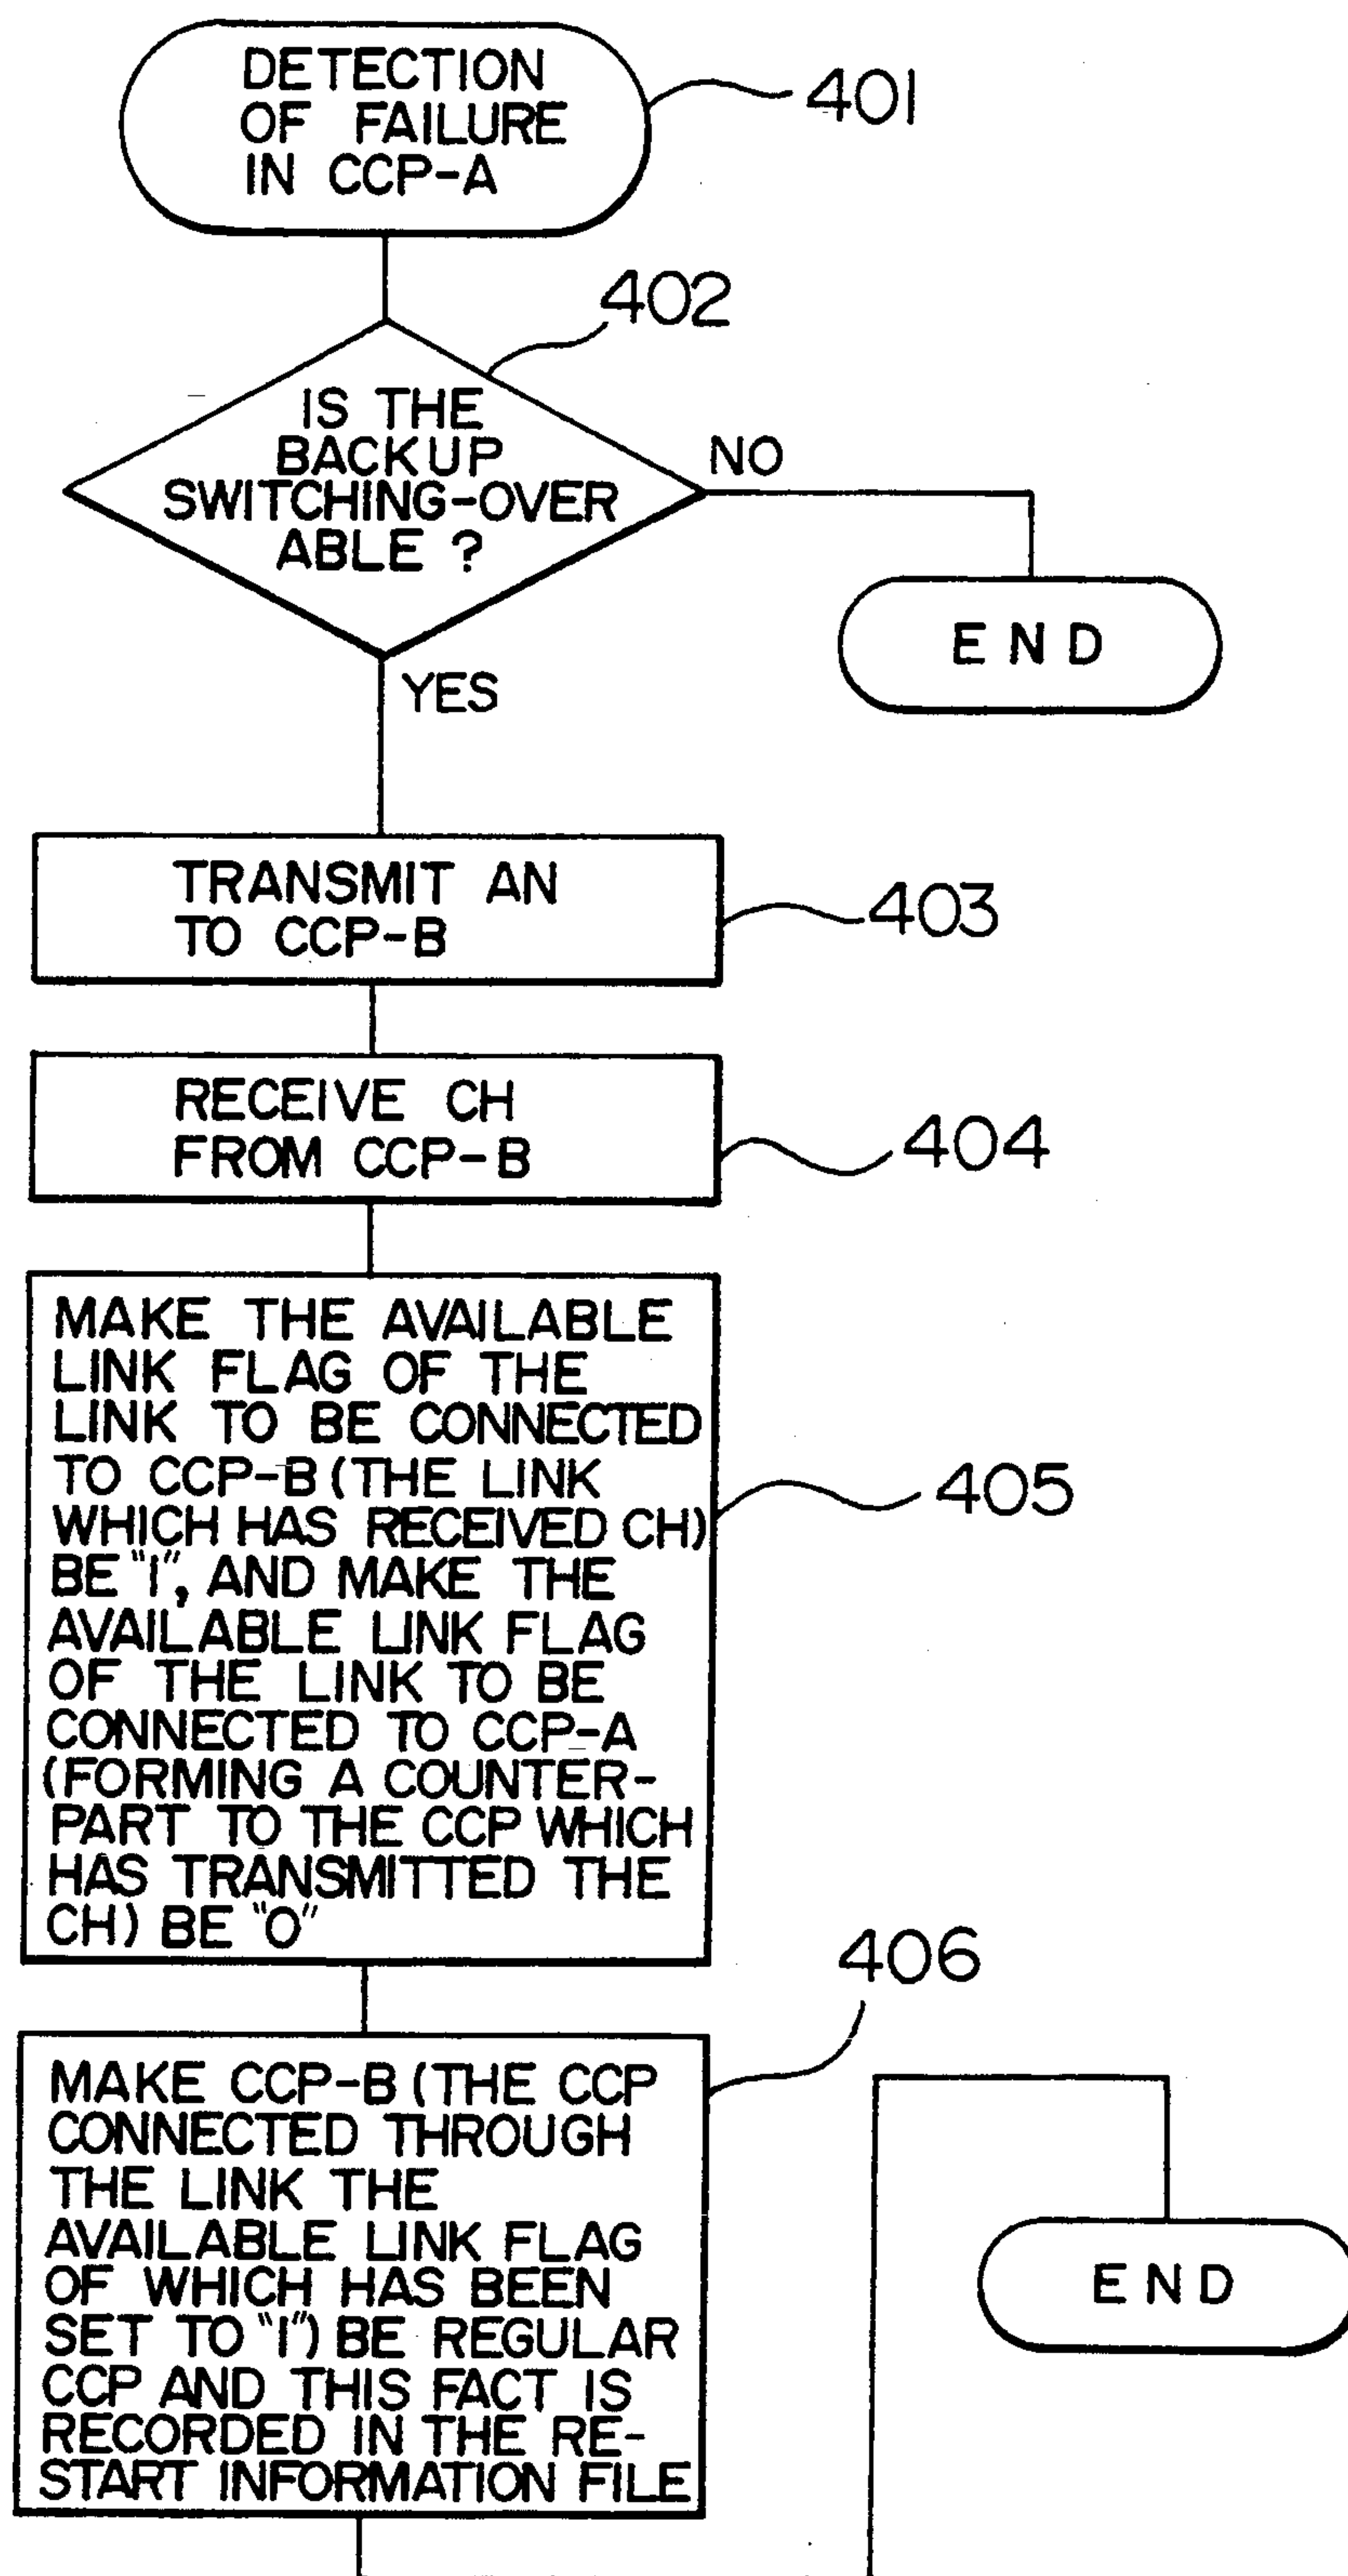 DETECTION
OF FAILURE
IN CCP-A
401
402
IS THE
BACKUP
SWITCHING-OVER
ABLE ?
NO
END
YES
TRANSMIT AN
TO CCP-B
403
RECEIVE CH
FROM CCP-B
404
MAKE THE AVAILABLE
LINK FLAG OF THE
LINK TO BE CONNECTED
TO CCP-B (THE LINK
WHICH HAS RECEIVED CH)
BE "1", AND MAKE THE
AVAILABLE LINK FLAG
OF THE LINK TO BE
CONNECTED TO CCP-A
(FORMING A COUNTER-
PART TO THE CCP WHICH
HAS TRANSMITTED THE
CH) BE "0"
405
406
MAKE CCP-B (THE CCP
CONNECTED THROUGH
THE LINK THE
AVAILABLE LINK FLAG
OF WHICH HAS BEEN
SET TO "1") BE REGULAR
CCP AND THIS FACT IS
RECORDED IN THE RE-
START INFORMATION FILE
END